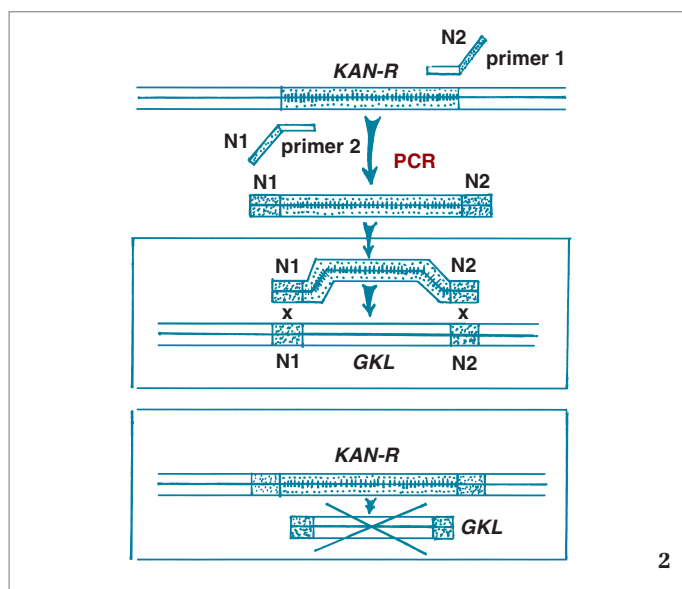 N2
primer 1
KAN-R
N1
primer 2
PCR
N1 N2
N1 N2
x x
N1 GKL N2
KAN-R
GKL
2